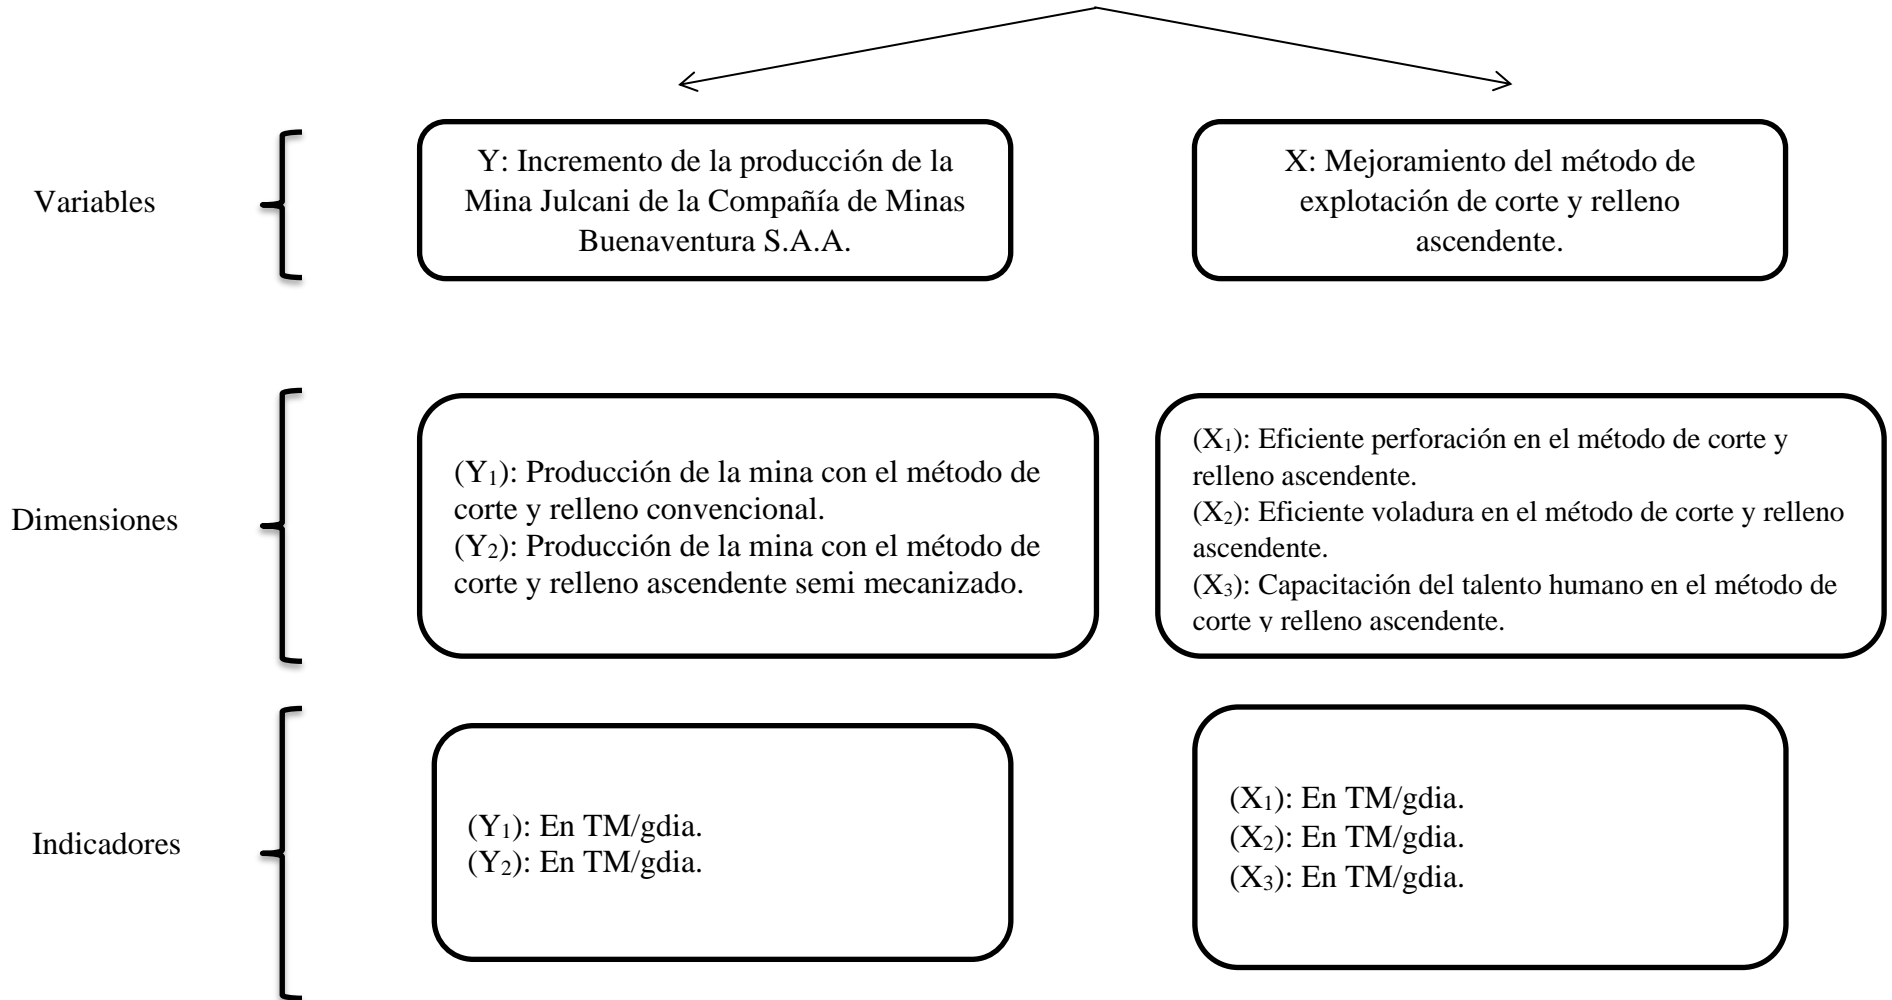 Variables
Y: Incremento de la producción de la
Mina Julcani de la Compañía de Minas
Buenaventura S.A.A.
X: Mejoramiento del método de
explotación de corte y relleno
ascendente.
Dimensiones
(Y₁): Producción de la mina con el método de
corte y relleno convencional.
(Y₂): Producción de la mina con el método de
corte y relleno ascendente semi mecanizado.
(X₁): Eficiente perforación en el método de corte y
relleno ascendente.
(X₂): Eficiente voladura en el método de corte y relleno
ascendente.
(X₃): Capacitación del talento humano en el método de
corte y relleno ascendente.
Indicadores
(Y₁): En TM/gdia.
(Y₂): En TM/gdia.
(X₁): En TM/gdia.
(X₂): En TM/gdia.
(X₃): En TM/gdia.